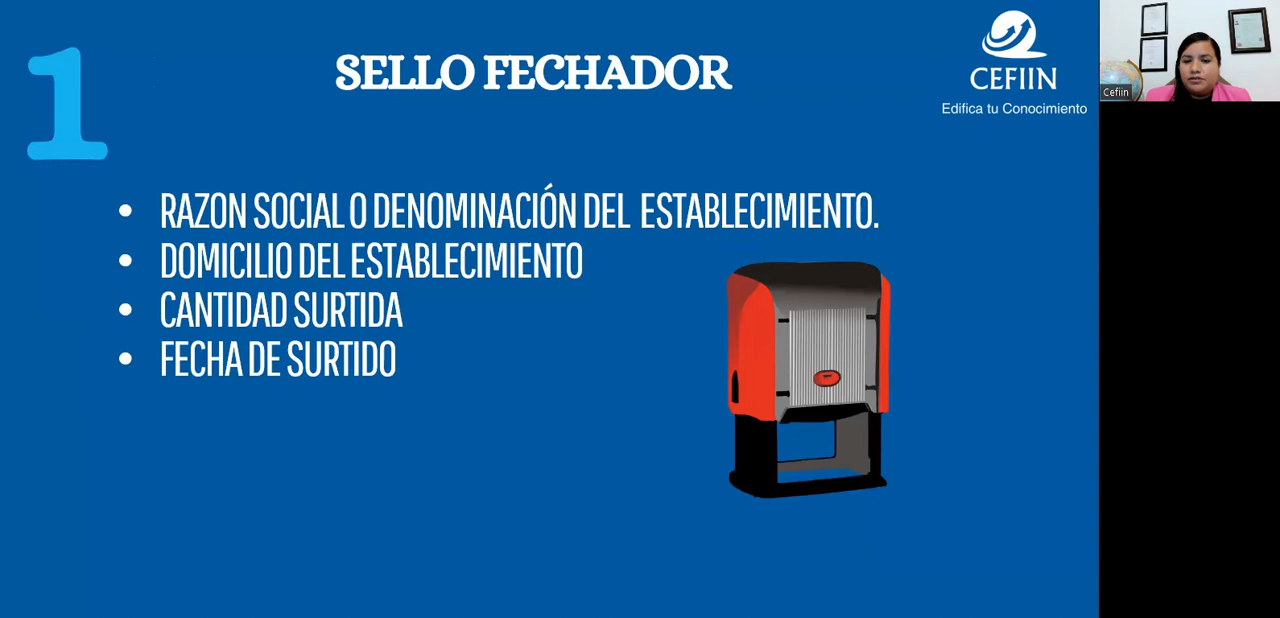 1
SELLO FECHADOR
CEFIIN
Edifica tu Conocimiento
Cefiin
• RAZON SOCIAL O DENOMINACIÓN DEL ESTABLECIMIENTO.
• DOMICILIO DEL ESTABLECIMIENTO
• CANTIDAD SURTIDA
• FECHA DE SURTIDO